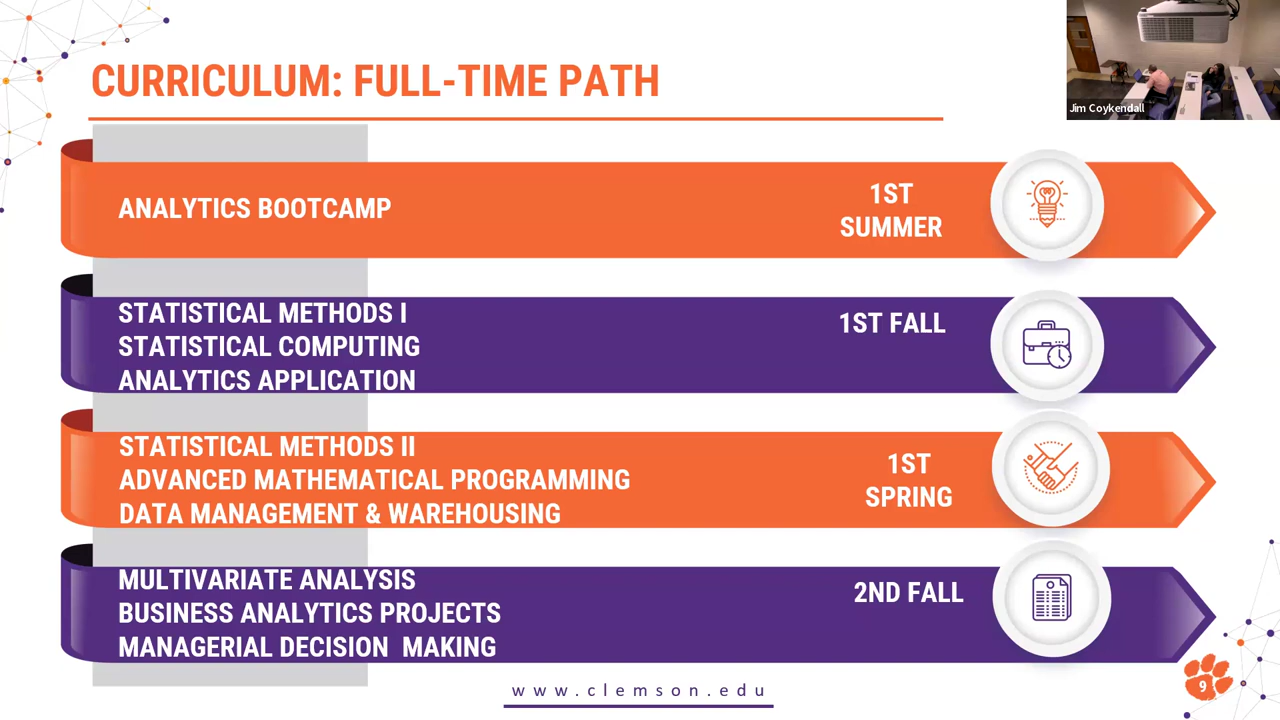 CURRICULUM: FULL-TIME PATH
Jim Coykendall
ANALYTICS BOOTCAMP
1ST
SUMMER
STATISTICAL METHODS I
STATISTICAL COMPUTING
ANALYTICS APPLICATION
1ST FALL
STATISTICAL METHODS II
ADVANCED MATHEMATICAL PROGRAMMING
DATA MANAGEMENT & WAREHOUSING
1ST
SPRING
MULTIVARIATE ANALYSIS
BUSINESS ANALYTICS PROJECTS
MANAGERIAL DECISION  MAKING
2ND FALL
www.clemson.edu
9